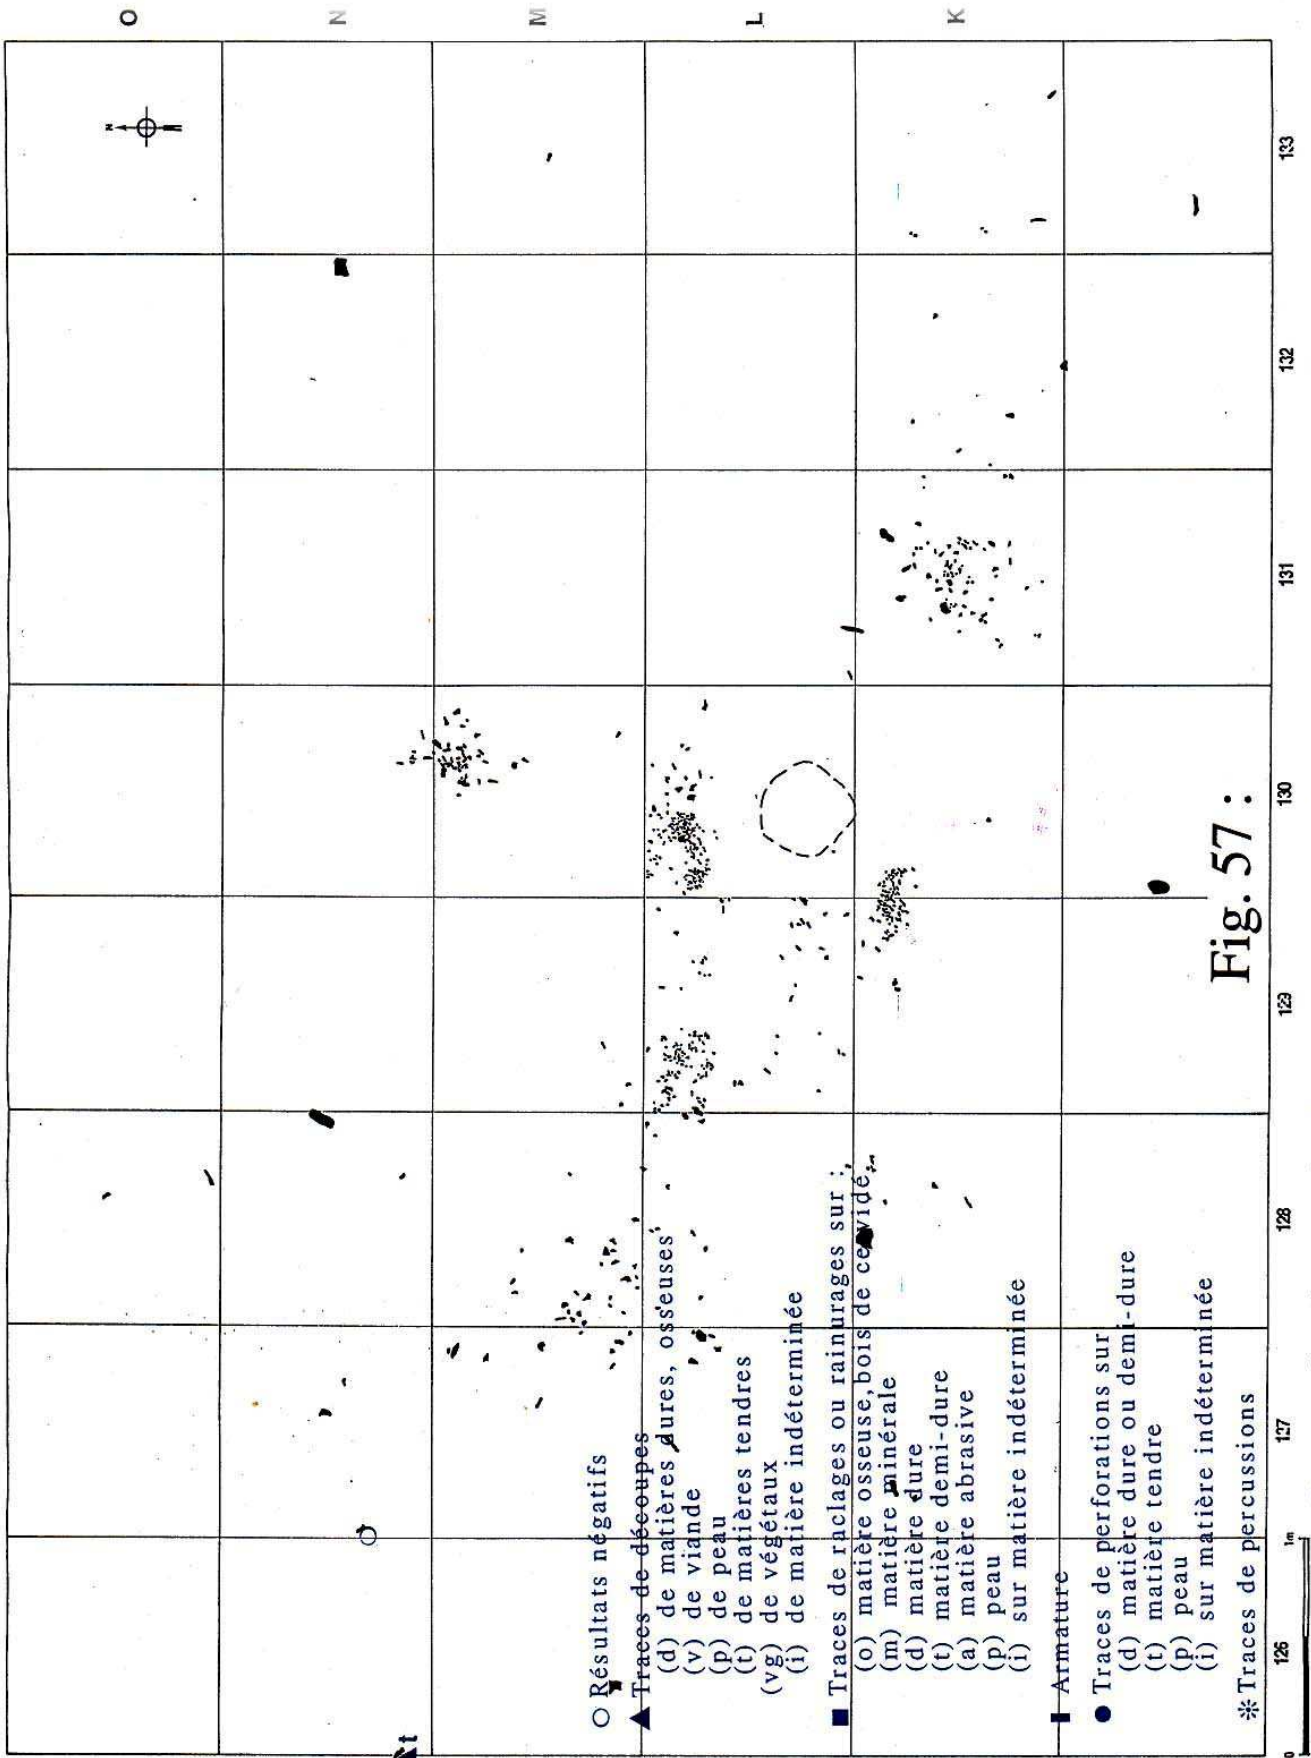 O
N
M
L
K
N
133
132
131
130
129
128
127
126
1m
0
t
○ Résultats négatifs
▲ Traces de découpes
(d) de matières dures, osseuses
(v) de viande
(p) de peau
(t) de matières tendres
(vg) de végétaux
(i) de matière indéterminée
■ Traces de raclages ou rainurages sur :
(o) matière osseuse, bois de cervidé
(m) matière minérale
(d) matière dure
(t) matière demi-dure
(a) matière abrasive
(p) peau
(i) sur matière indéterminée
▮ Armature
● Traces de perforations sur
(d) matière dure ou demi-dure
(t) matière tendre
(p) peau
(i) sur matière indéterminée
※ Traces de percussions
Fig. 57 :